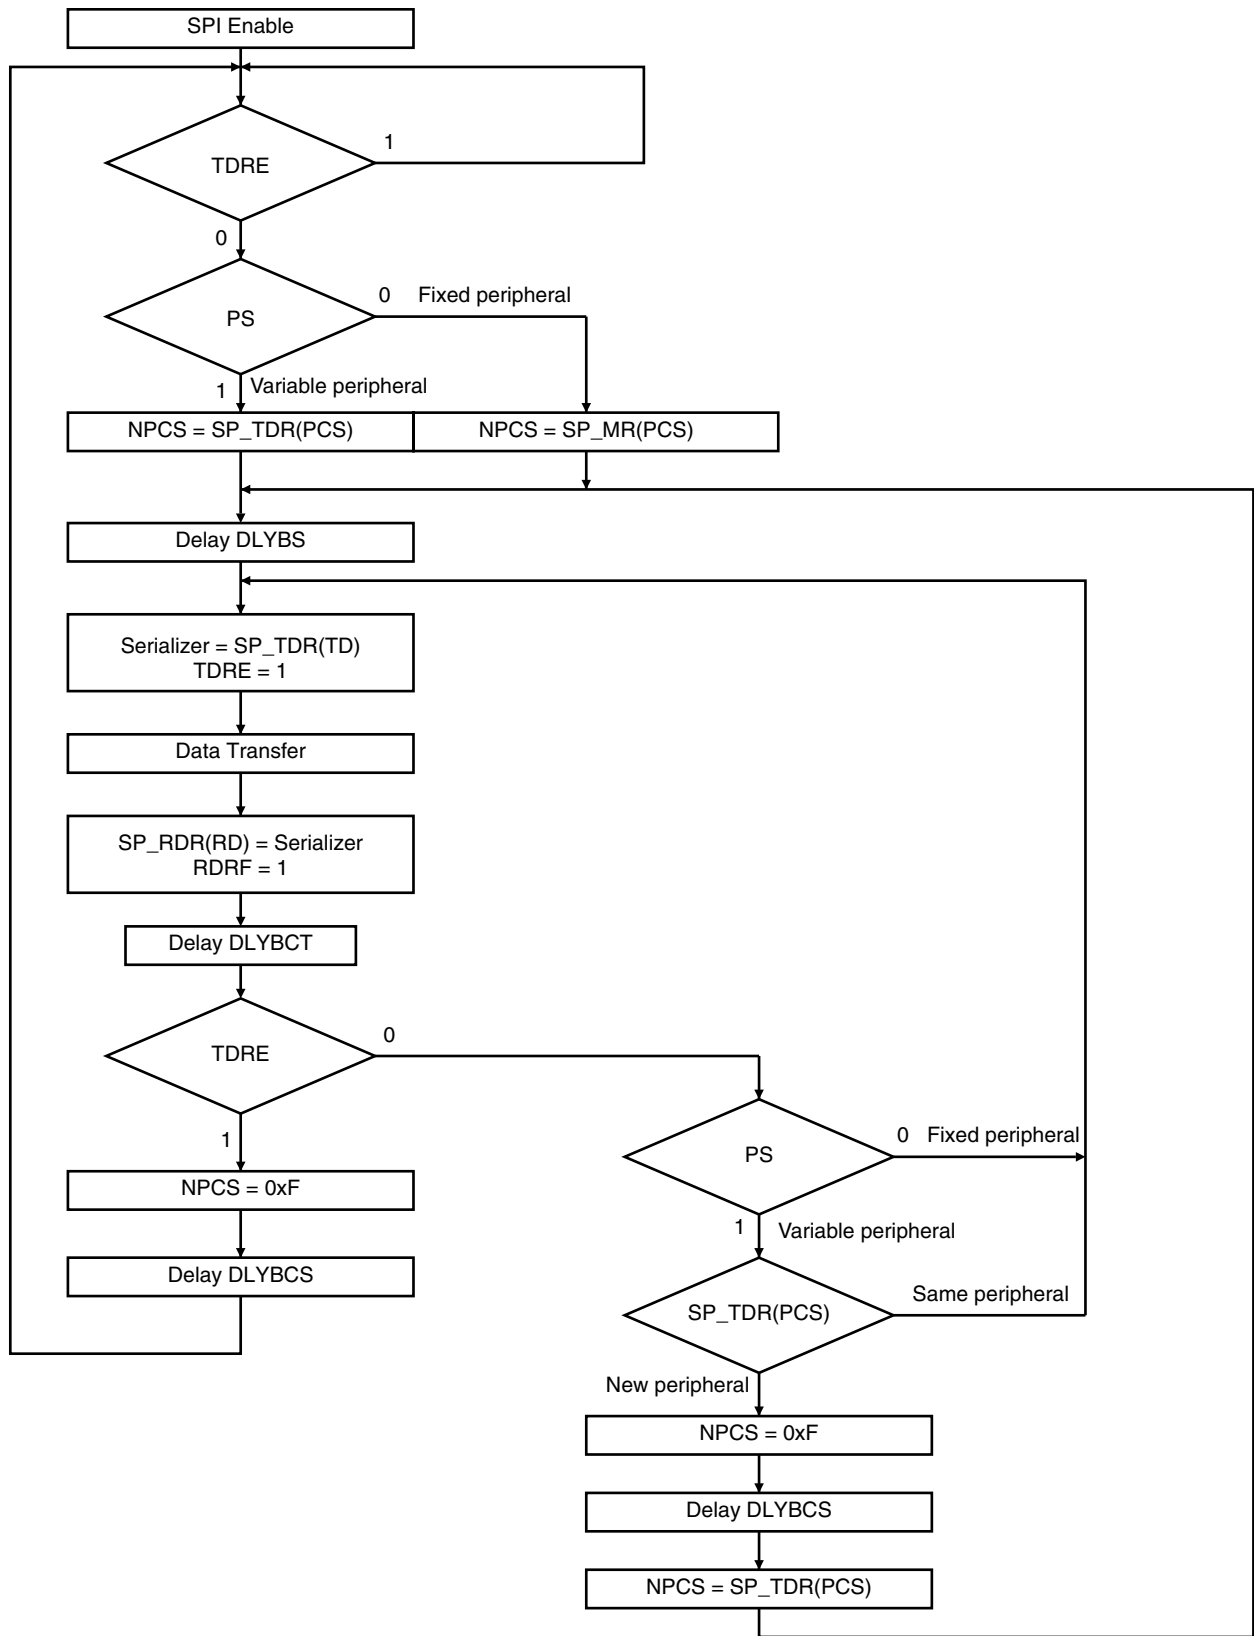 SPI Enable
1
TDRE
0
0 Fixed peripheral
PS
1 Variable peripheral
NPCS = SP_TDR(PCS)
NPCS = SP_MR(PCS)
Delay DLYBS
Serializer = SP_TDR(TD)
TDRE = 1
Data Transfer
SP_RDR(RD) = Serializer
RDRF = 1
Delay DLYBCT
0
TDRE
1
NPCS = 0xF
Delay DLYBCS
0 Fixed peripheral
PS
1 Variable peripheral
Same peripheral
SP_TDR(PCS)
New peripheral
NPCS = 0xF
Delay DLYBCS
NPCS = SP_TDR(PCS)